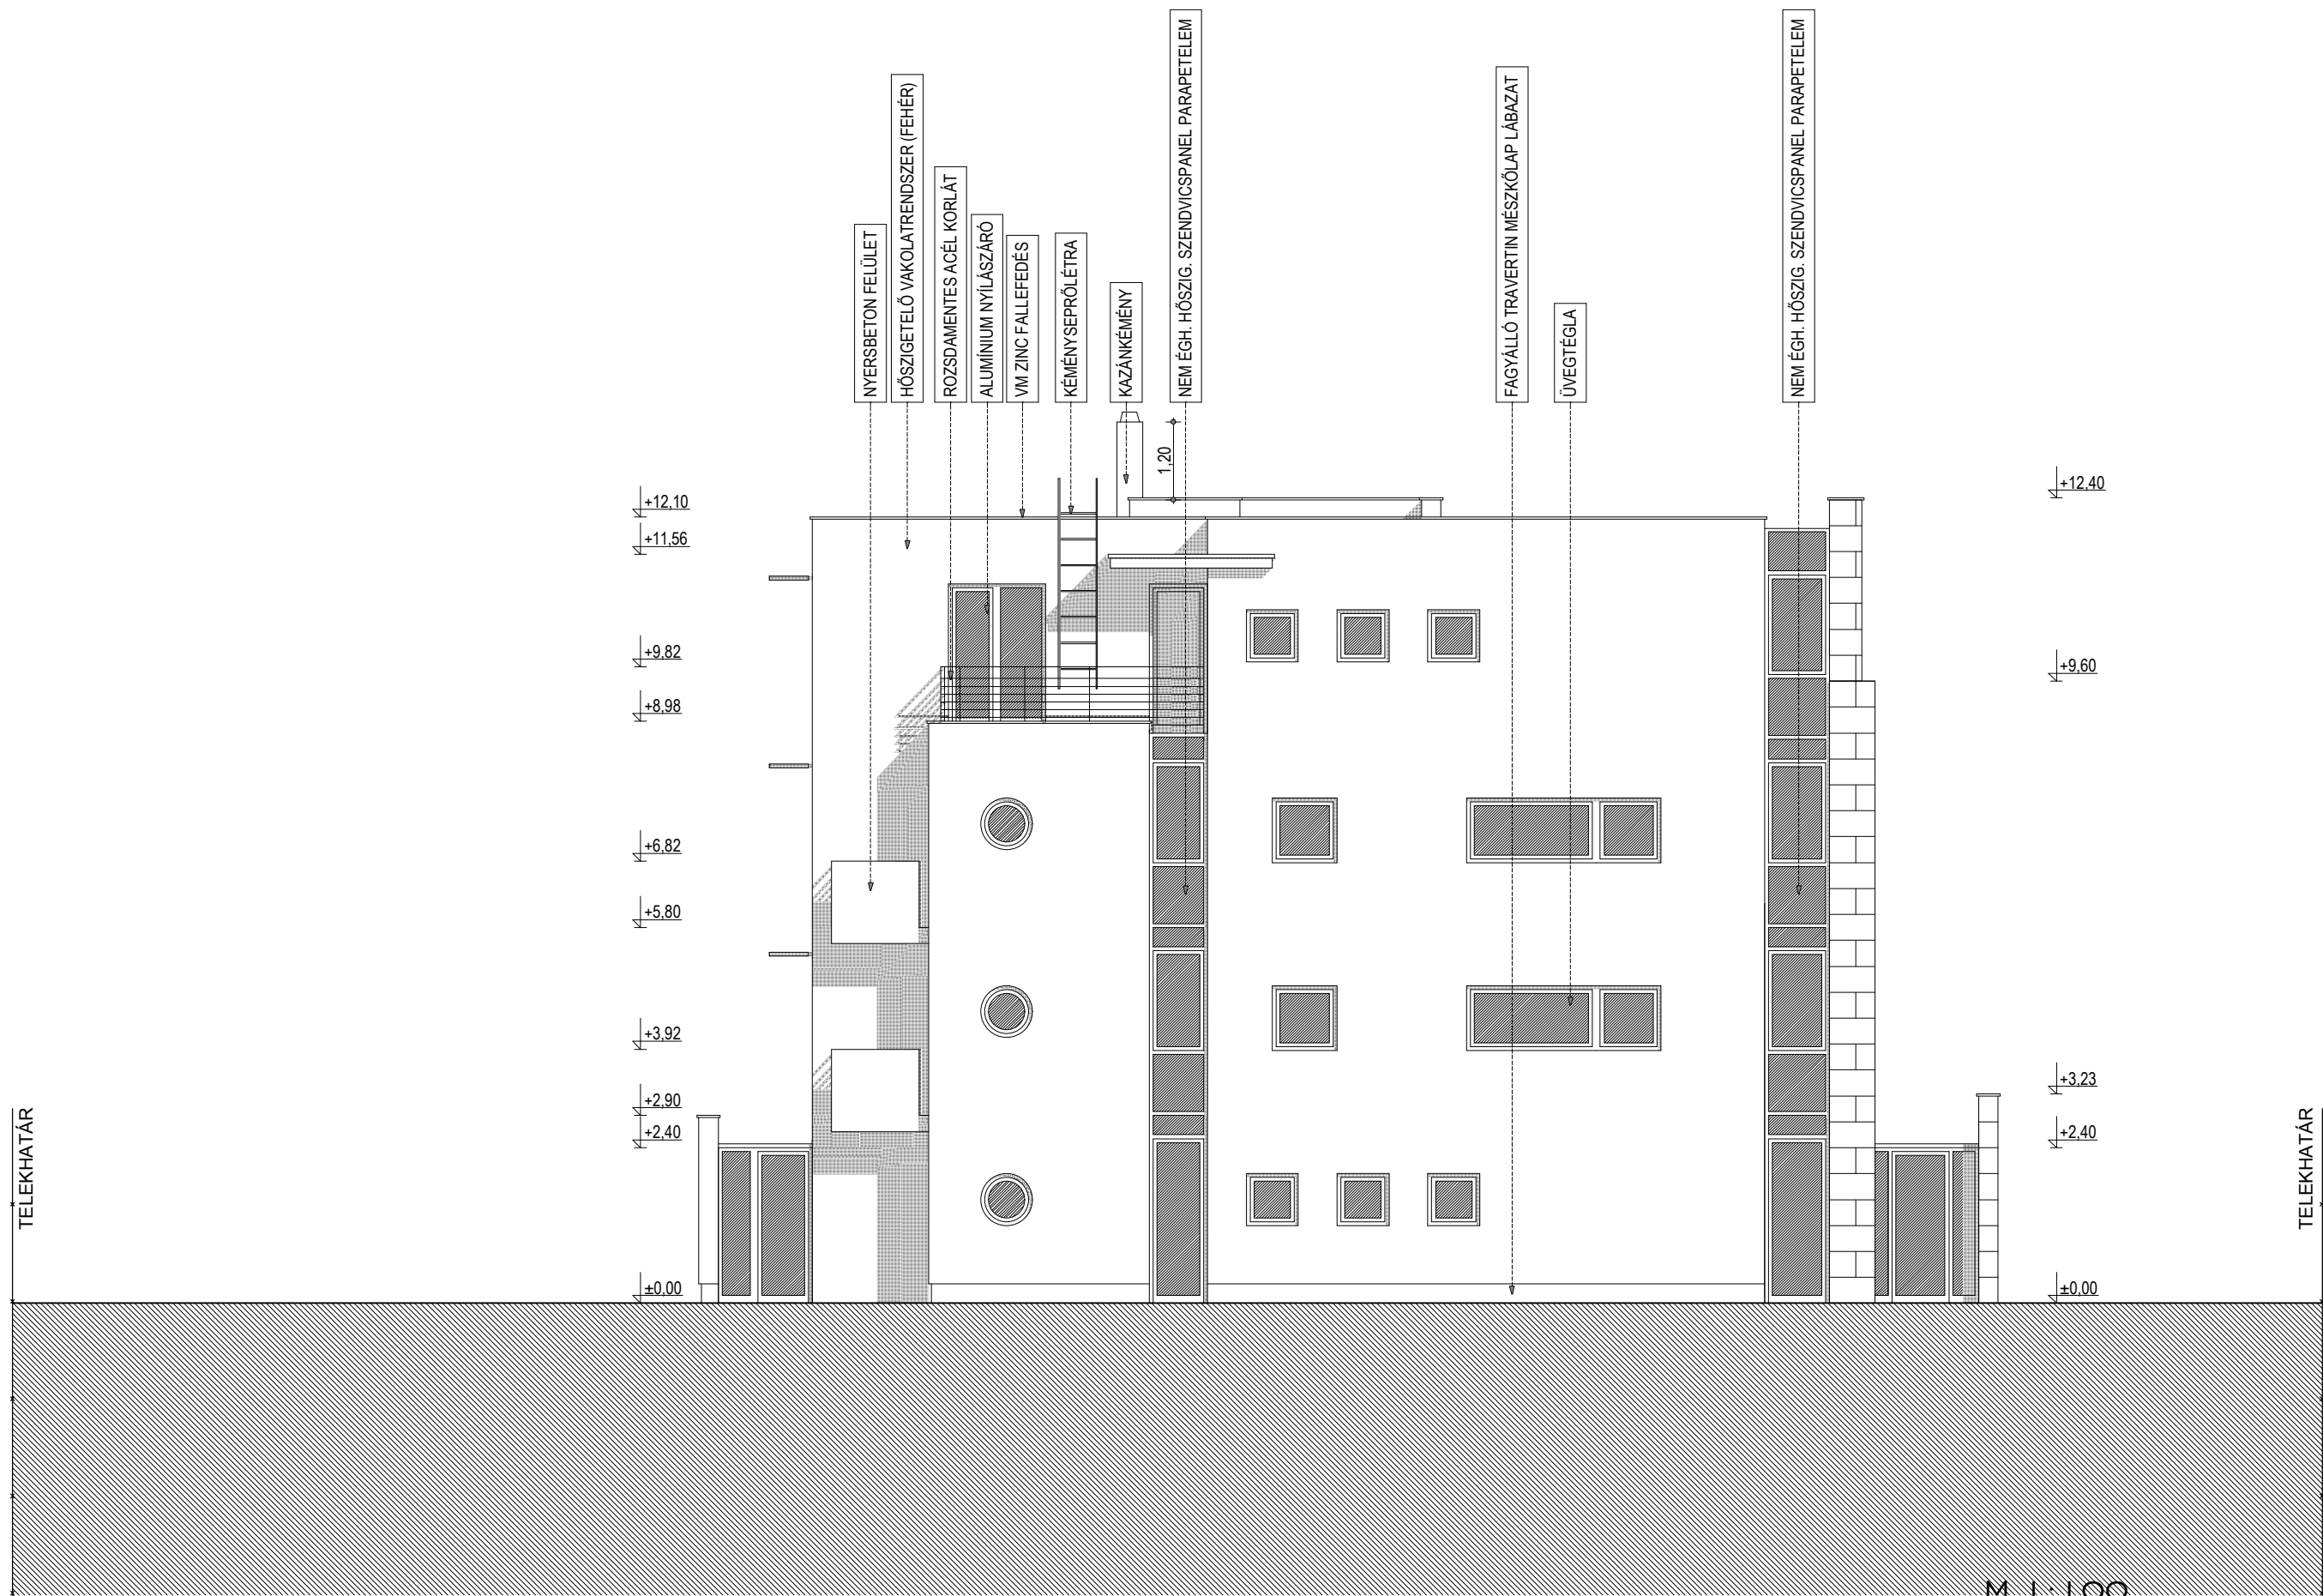 NYERSBETON FELÜLET
HŐSZIGETELŐ VAKOLATRENDSZER (FEHÉR)
ROZSDAMENTES ACÉL KORLÁT
ALUMÍNIUM NYÍLÁSZÁRÓ
VM ZINC FALLEFEDÉS
KÉMÉNYSEPRŐLÉTRA
KAZÁNKÉMÉNY
NEM ÉGH. HŐSZIG. SZENDVICSPANEL PARAPETELEM
FAGYÁLLÓ TRAVERTIN MÉSZKŐLAP LÁBAZAT
ÜVEGTÉGLA
NEM ÉGH. HŐSZIG. SZENDVICSPANEL PARAPETELEM
1,20
+12,10
+11,56
+9,82
+8,98
+6,82
+5,80
+3,92
+2,90
+2,40
±0,00
+12,40
+9,60
+3,23
+2,40
±0,00
TELEKHATÁR
TELEKHATÁR
M 1:100